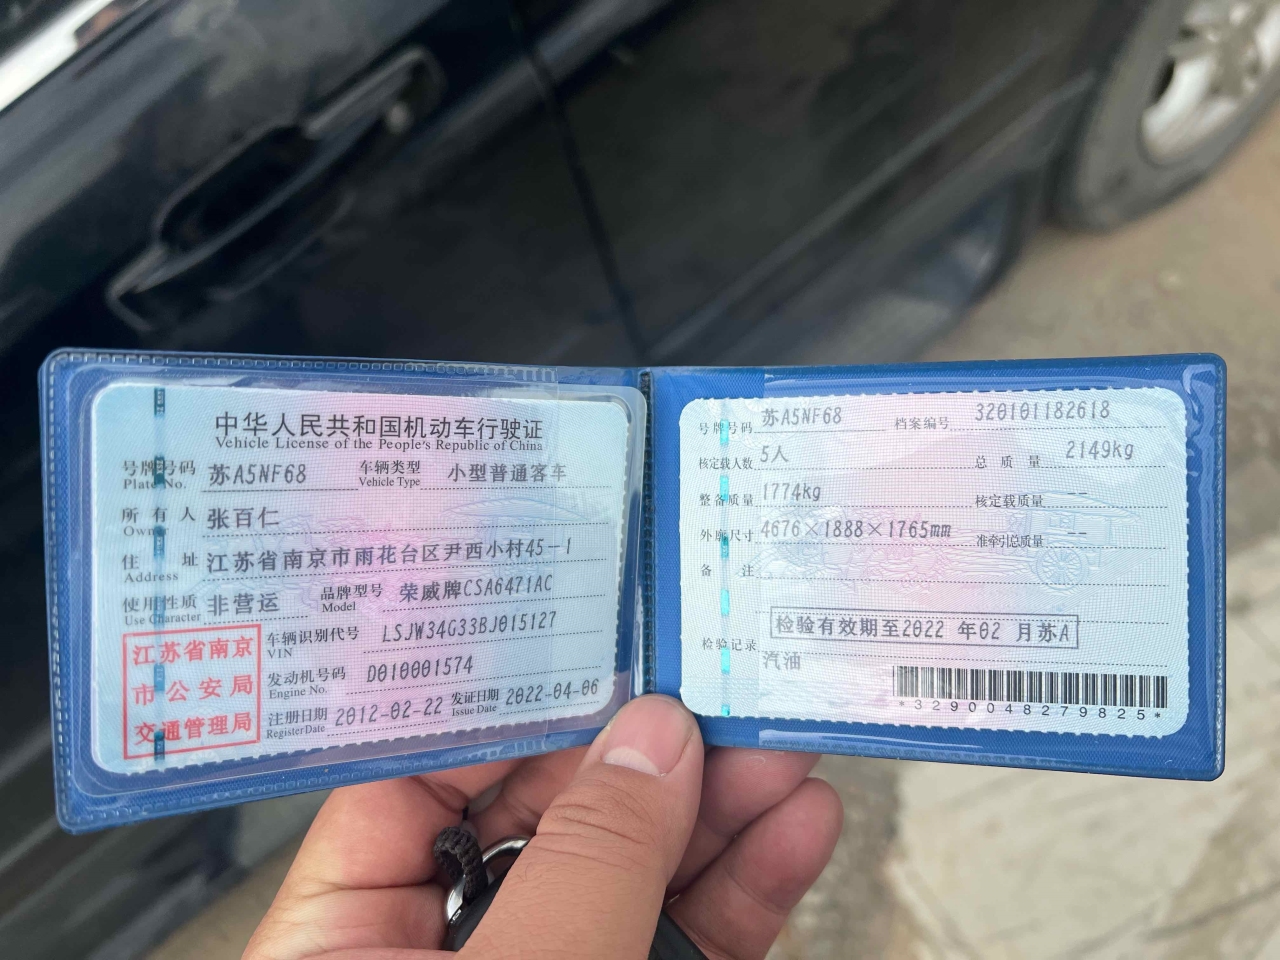 中华人民共和国机动车行驶证
Vehicle License of the People's Republic of China
号牌号码 苏A5NF68 车辆类型 小型普通客车
Plate No. Vehicle Type
所有人 张百仁
Owner
住址 江苏省南京市雨花台区尹西小村45-1
Address
使用性质 非营运 品牌型号 荣威牌CSA6471AC
Use Character Model
江苏省南京
市公安局
交通管理局
车辆识别代号 LSJW34G33BJ015127
VIN
发动机号码 D010001574
Engine No.
注册日期 2012-02-22 发证日期 2022-04-06
Register Date Issue Date
号牌号码 苏A5NF68 档案编号 320101182618
核定载人数 5人 总质量 2149kg
整备质量 1774kg 核定载质量 --
外廓尺寸 4676×1888×1765mm 准牵引总质量 --
备注
检验记录 检验有效期至2022 年02 月苏A
汽油
*3290048279825*